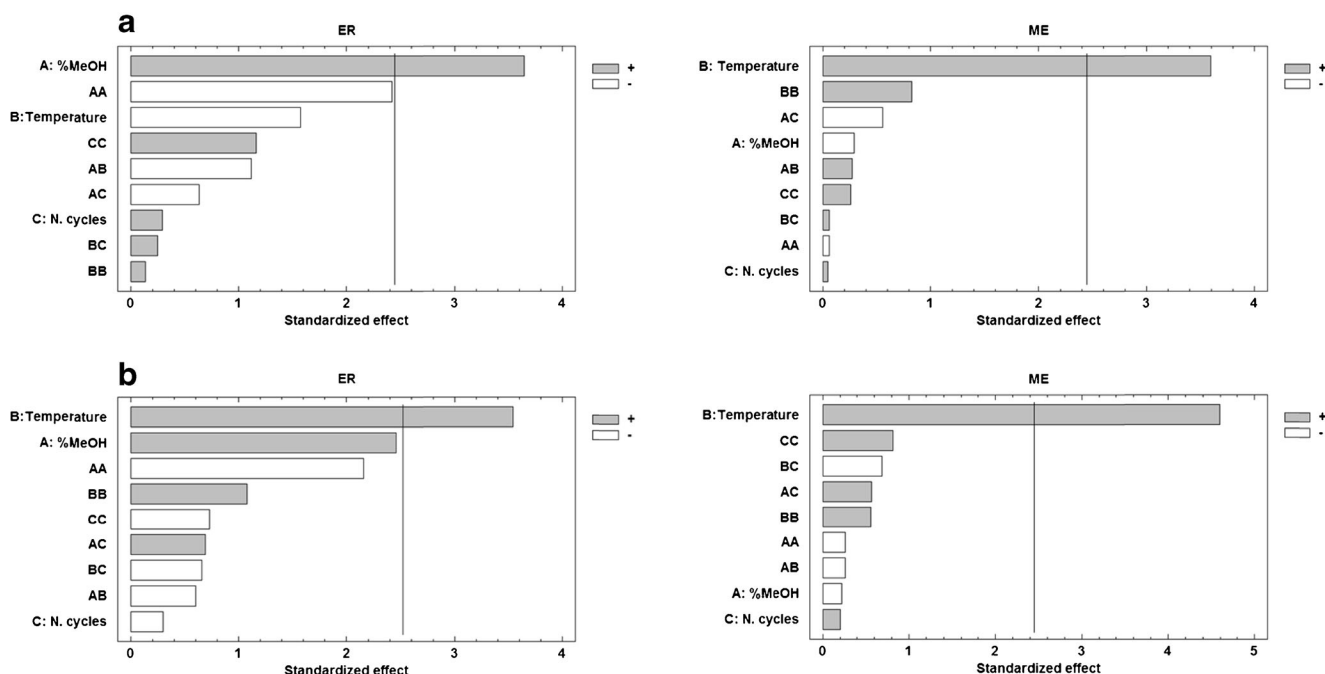 a
ER
A: %MeOH
AA
B:Temperature
CC
AB
AC
C: N. cycles
BC
BB
0 1 2 3 4
Standardized effect
+
-
ME
B: Temperature
BB
AC
A: %MeOH
AB
CC
BC
AA
C: N. cycles
0 1 2 3 4
Standardized effect
+
-
b
ER
B:Temperature
A: %MeOH
AA
BB
CC
AC
BC
AB
C: N. cycles
0 1 2 3 4
Standardized effect
+
-
ME
B:Temperature
CC
BC
AC
BB
AA
AB
A: %MeOH
C: N. cycles
0 1 2 3 4 5
Standardized effect
+
-